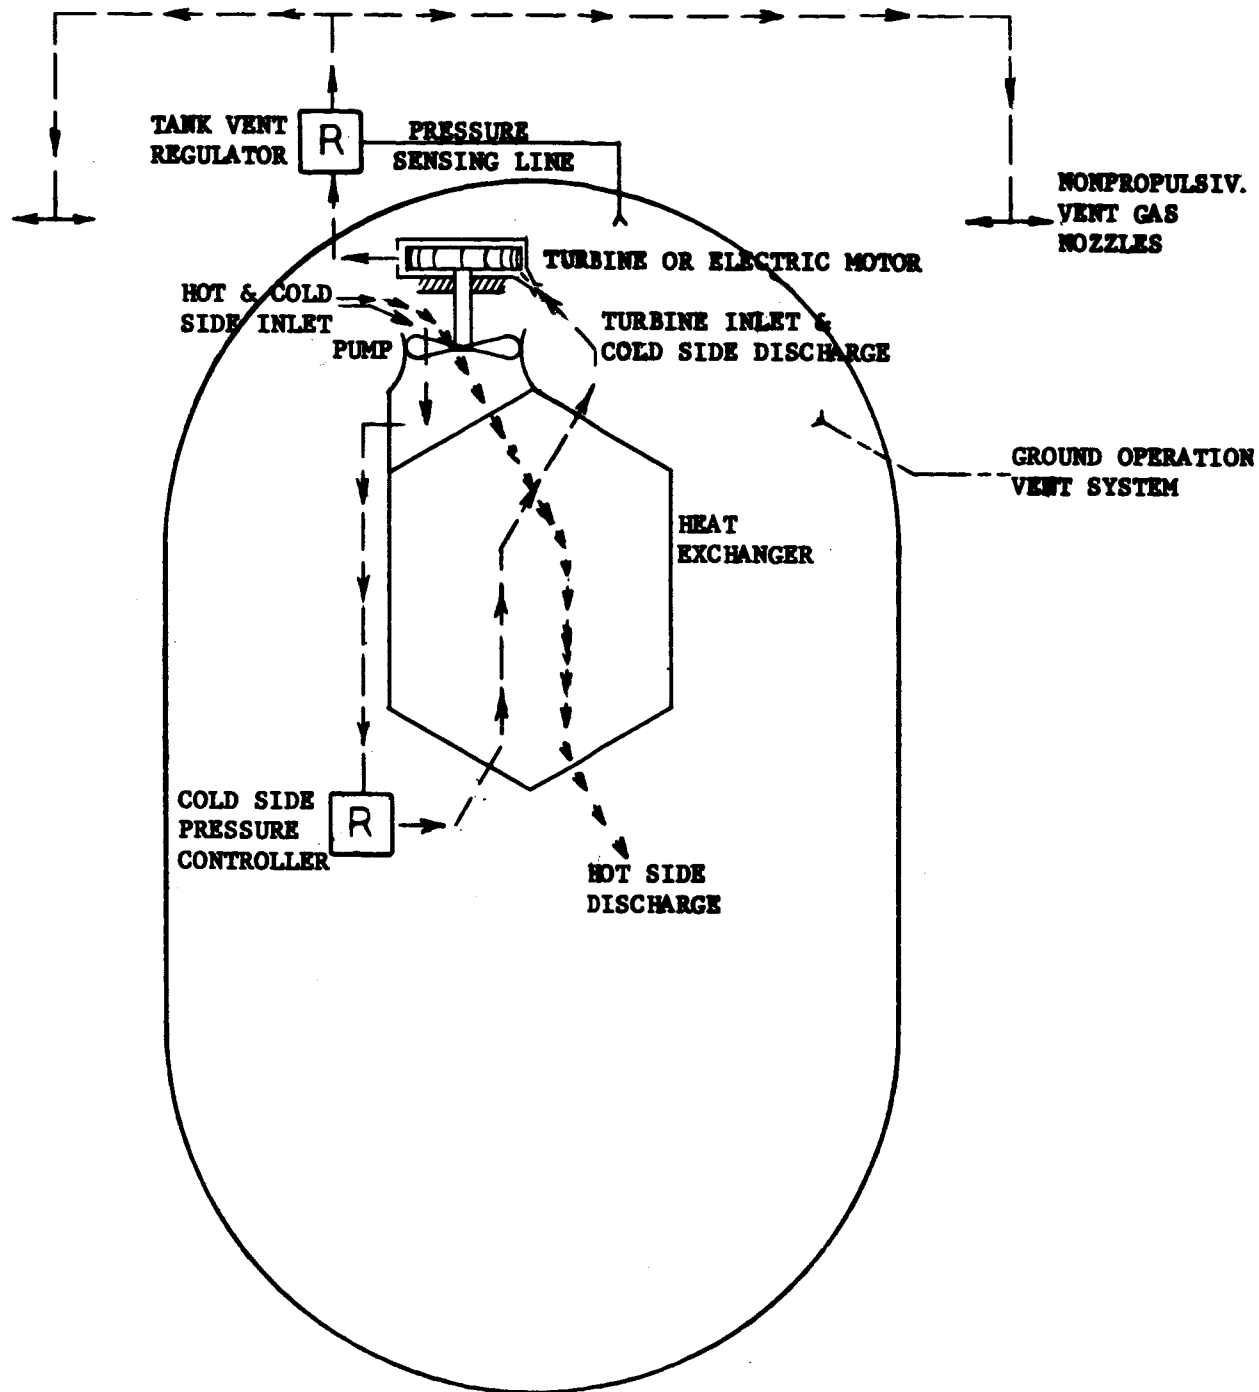 TANK VENT
REGULATOR
R
PRESSURE
SENSING LINE
NONPROPULSIV.
VENT GAS
NOZZLES
TURBINE OR ELECTRIC MOTOR
HOT & COLD
SIDE INLET
PUMP
TURBINE INLET &
COLD SIDE DISCHARGE
GROUND OPERATION
VENT SYSTEM
HEAT
EXCHANGER
COLD SIDE
PRESSURE
CONTROLLER
R
HOT SIDE
DISCHARGE